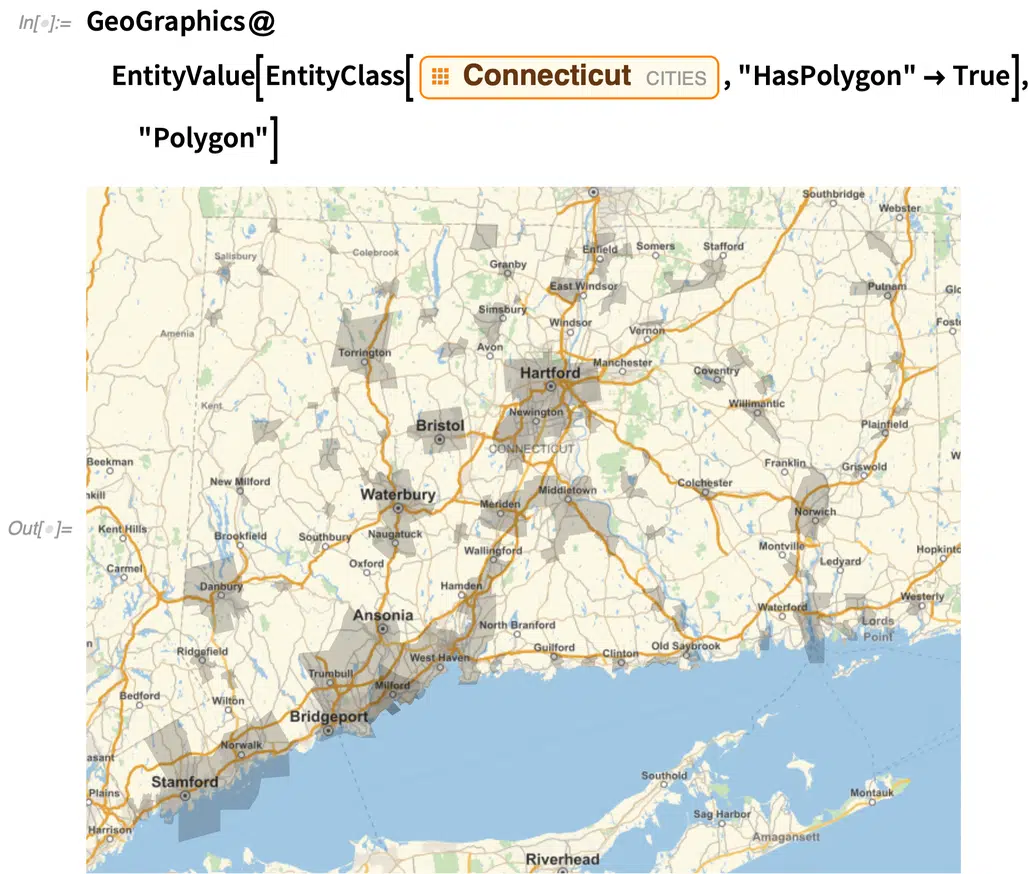 In[•]:= GeoGraphics@
EntityValue[EntityClass[ Connecticut CITIES , "HasPolygon" → True],
"Polygon"]
Out[•]=
Southbridge
Webster
Enfield
Somers
Stafford
Salisbury
Colebrook
Granby
East Windsor
Putnam
Glo
Simsbury
Windsor
Foste
Amenia
Vernon
Torrington
Avon
Manchester
Hartford
Coventry
Kent
Newington
Willimantic
Bristol
Plainfield
CONNECTICUT
Beekman
Franklin
W
Griswold
New Milford
Colchester
Waterbury
Middletown
nkill
Meriden
Norwich
Kent Hills
Brookfield
Southbury
Naugatuck
Wallingford
Montville
Hopkinto
Oxford
Ledyard
Carmel
Danbury
Hamden
Westerly
Ansonia
Waterford
North Branford
Lords
Point
Ridgefield
West Haven
Guilford
Clinton
Old Saybrook
n
Trumbull
Milford
Bedford
Wilton
Bridgeport
Norwalk
asant
Stamford
Southold
Plains
Montauk
Sag Harbor
Harrison
Amagansett
Riverhead